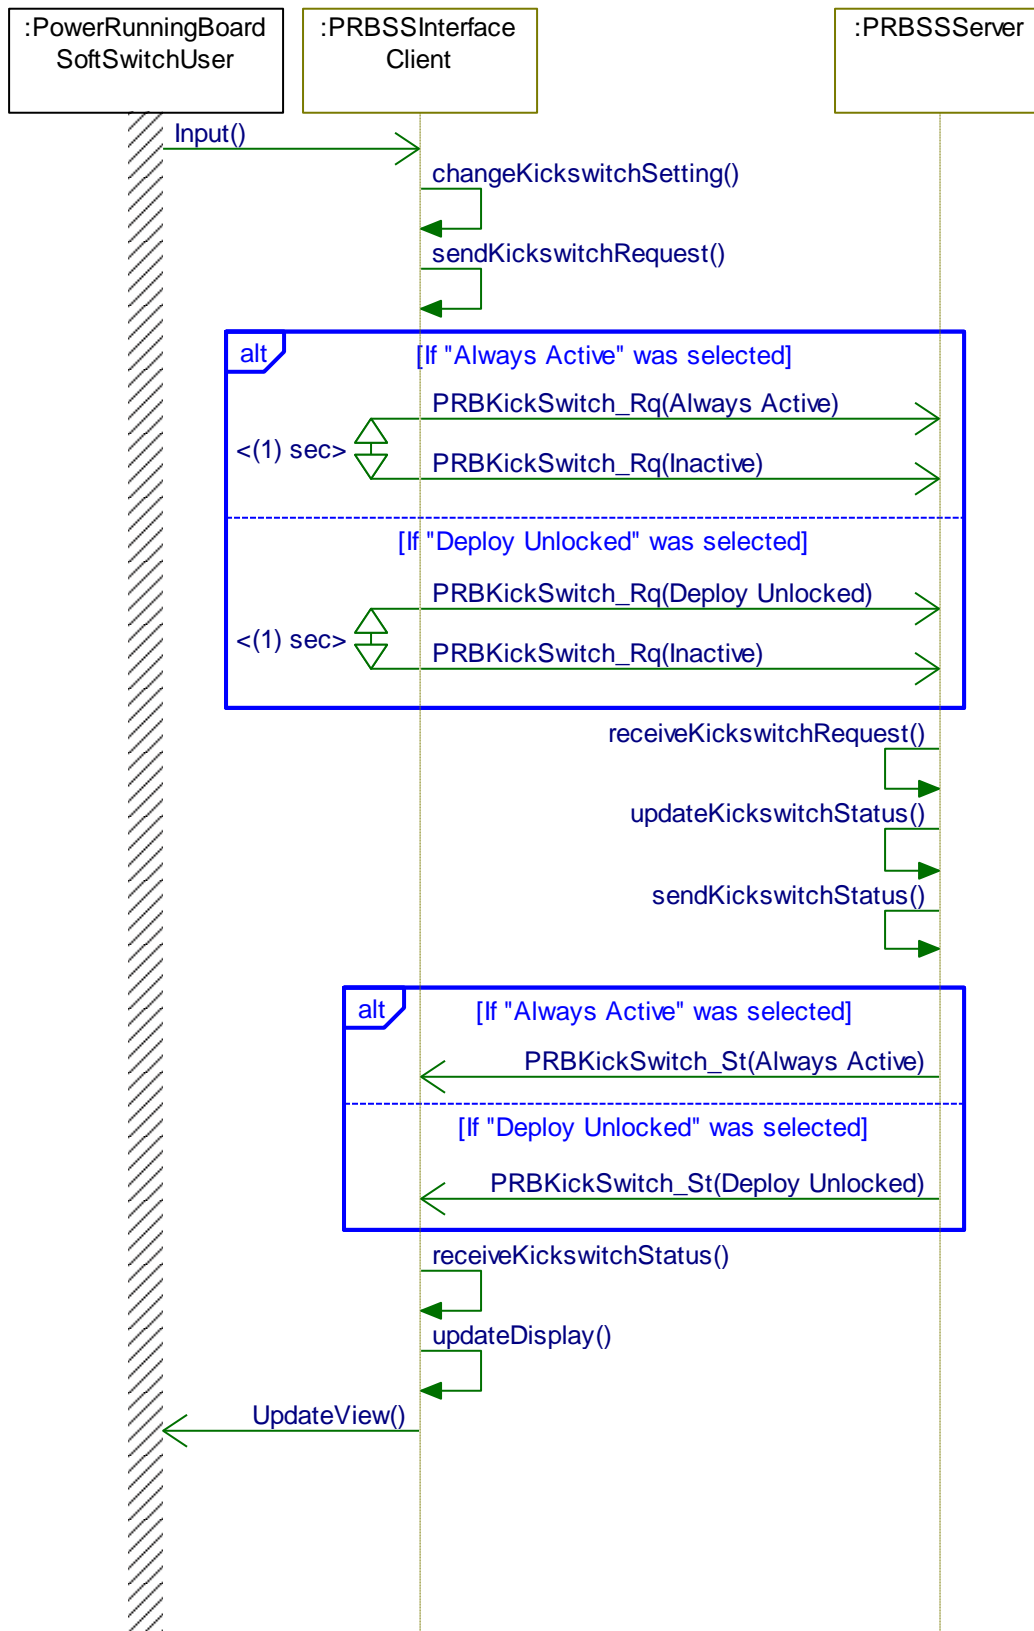 :PowerRunningBoard
SoftSwitchUser
:PRBSSInterface
Client
:PRBSSServer
Input()
changeKickswitchSetting()
sendKickswitchRequest()
alt
[If "Always Active" was selected]
PRBKickSwitch_Rq(Always Active)
<(1) sec>
PRBKickSwitch_Rq(Inactive)
[If "Deploy Unlocked" was selected]
PRBKickSwitch_Rq(Deploy Unlocked)
<(1) sec>
PRBKickSwitch_Rq(Inactive)
receiveKickswitchRequest()
updateKickswitchStatus()
sendKickswitchStatus()
alt
[If "Always Active" was selected]
PRBKickSwitch_St(Always Active)
[If "Deploy Unlocked" was selected]
PRBKickSwitch_St(Deploy Unlocked)
receiveKickswitchStatus()
updateDisplay()
UpdateView()